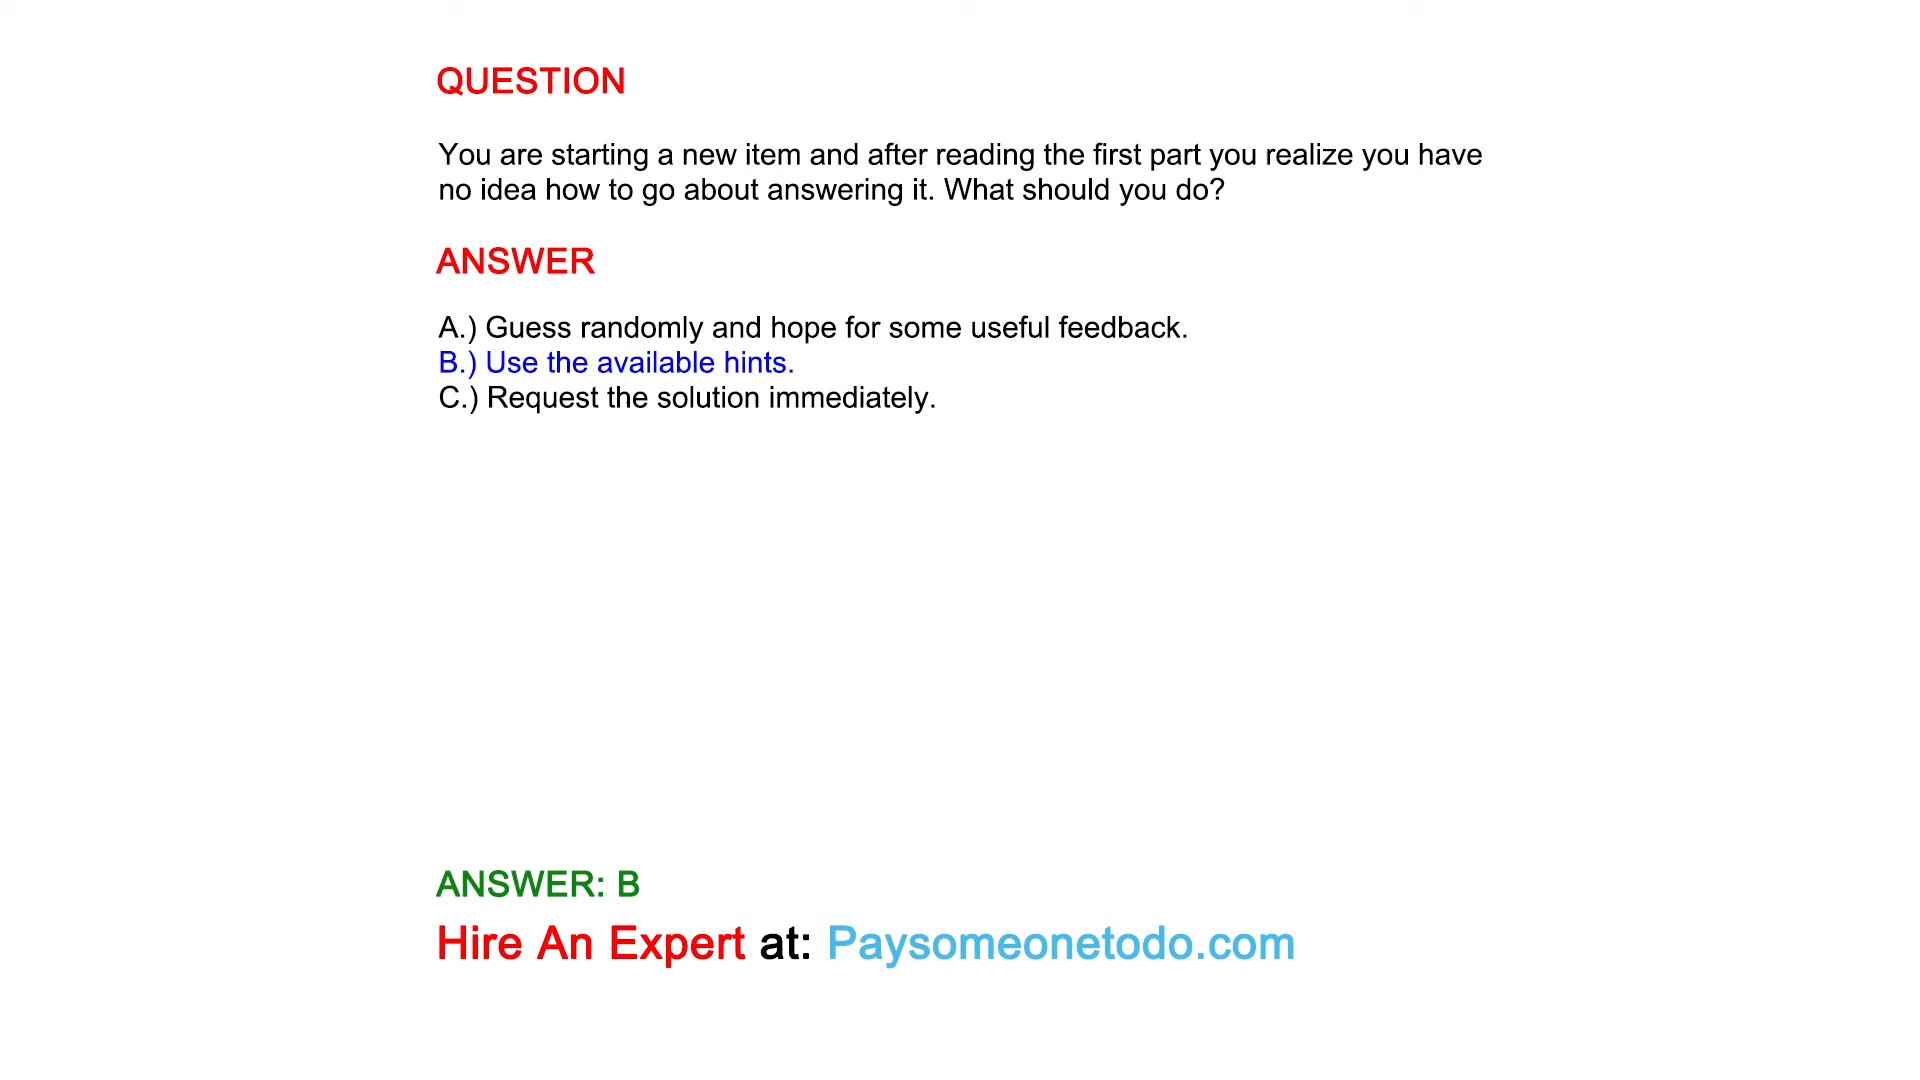 QUESTION
You are starting a new item and after reading the first part you realize you have
no idea how to go about answering it. What should you do?
ANSWER
A.) Guess randomly and hope for some useful feedback.
B.) Use the available hints.
C.) Request the solution immediately.
ANSWER: B
Hire An Expert at: Paysomeonetodo.com